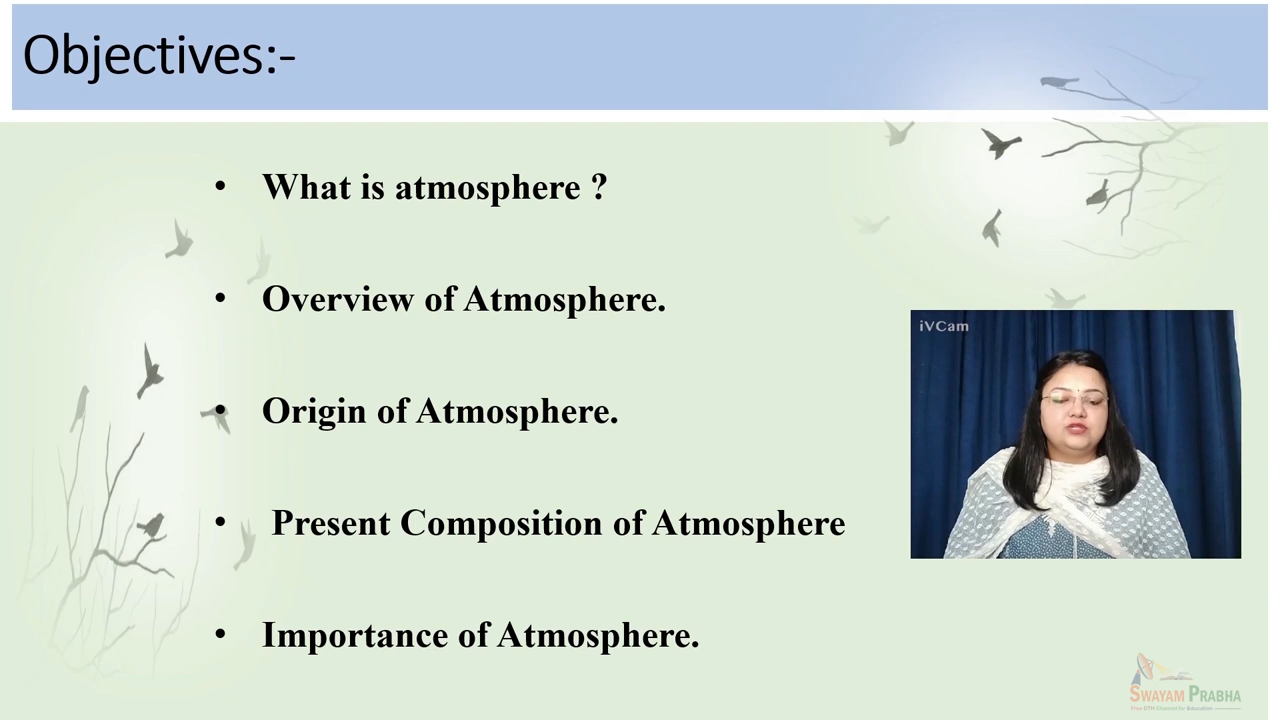 Objectives:-
• What is atmosphere ?
• Overview of Atmosphere.
• Origin of Atmosphere.
• Present Composition of Atmosphere
• Importance of Atmosphere.
iVCam
SWAYAM PRABHA
Free DTH Channel for Education